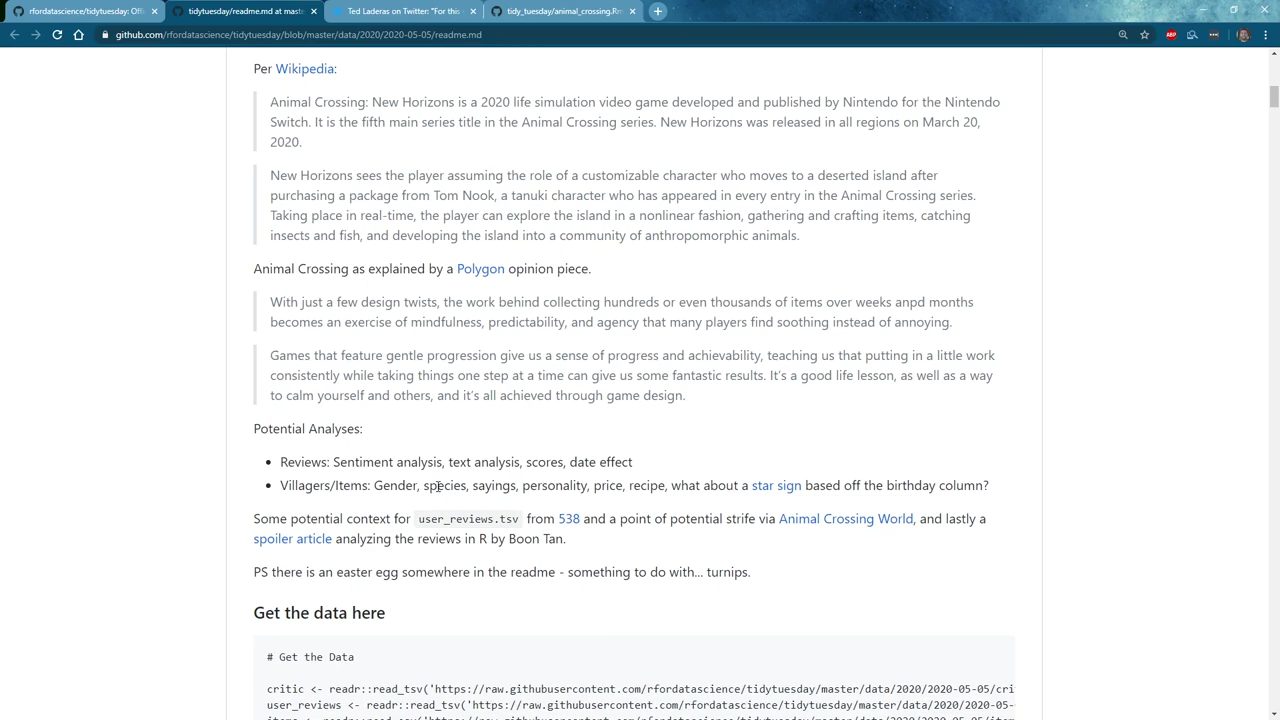 rfordatascience/tidytuesday: Offi
tidytuesday/readme.md at mast
Ted Laderas on Twitter: "For this
tidy_tuesday/animal_crossing.Rm
github.com/rfordatascience/tidytuesday/blob/master/data/2020/2020-05-05/readme.md
ABP
Per Wikipedia:
Animal Crossing: New Horizons is a 2020 life simulation video game developed and published by Nintendo for the Nintendo
Switch. It is the fifth main series title in the Animal Crossing series. New Horizons was released in all regions on March 20,
2020.
New Horizons sees the player assuming the role of a customizable character who moves to a deserted island after
purchasing a package from Tom Nook, a tanuki character who has appeared in every entry in the Animal Crossing series.
Taking place in real-time, the player can explore the island in a nonlinear fashion, gathering and crafting items, catching
insects and fish, and developing the island into a community of anthropomorphic animals.
Animal Crossing as explained by a Polygon opinion piece.
With just a few design twists, the work behind collecting hundreds or even thousands of items over weeks anpd months
becomes an exercise of mindfulness, predictability, and agency that many players find soothing instead of annoying.
Games that feature gentle progression give us a sense of progress and achievability, teaching us that putting in a little work
consistently while taking things one step at a time can give us some fantastic results. It's a good life lesson, as well as a way
to calm yourself and others, and it's all achieved through game design.
Potential Analyses:
• Reviews: Sentiment analysis, text analysis, scores, date effect
• Villagers/Items: Gender, species, sayings, personality, price, recipe, what about a star sign based off the birthday column?
Some potential context for user_reviews.tsv from 538 and a point of potential strife via Animal Crossing World, and lastly a
spoiler article analyzing the reviews in R by Boon Tan.
PS there is an easter egg somewhere in the readme - something to do with... turnips.
Get the data here
# Get the Data
critic <- readr::read_tsv('https://raw.githubusercontent.com/rfordatascience/tidytuesday/master/data/2020/2020-05-05/crit
user_reviews <- readr::read_tsv('https://raw.githubusercontent.com/rfordatascience/tidytuesday/master/data/2020/2020-05-